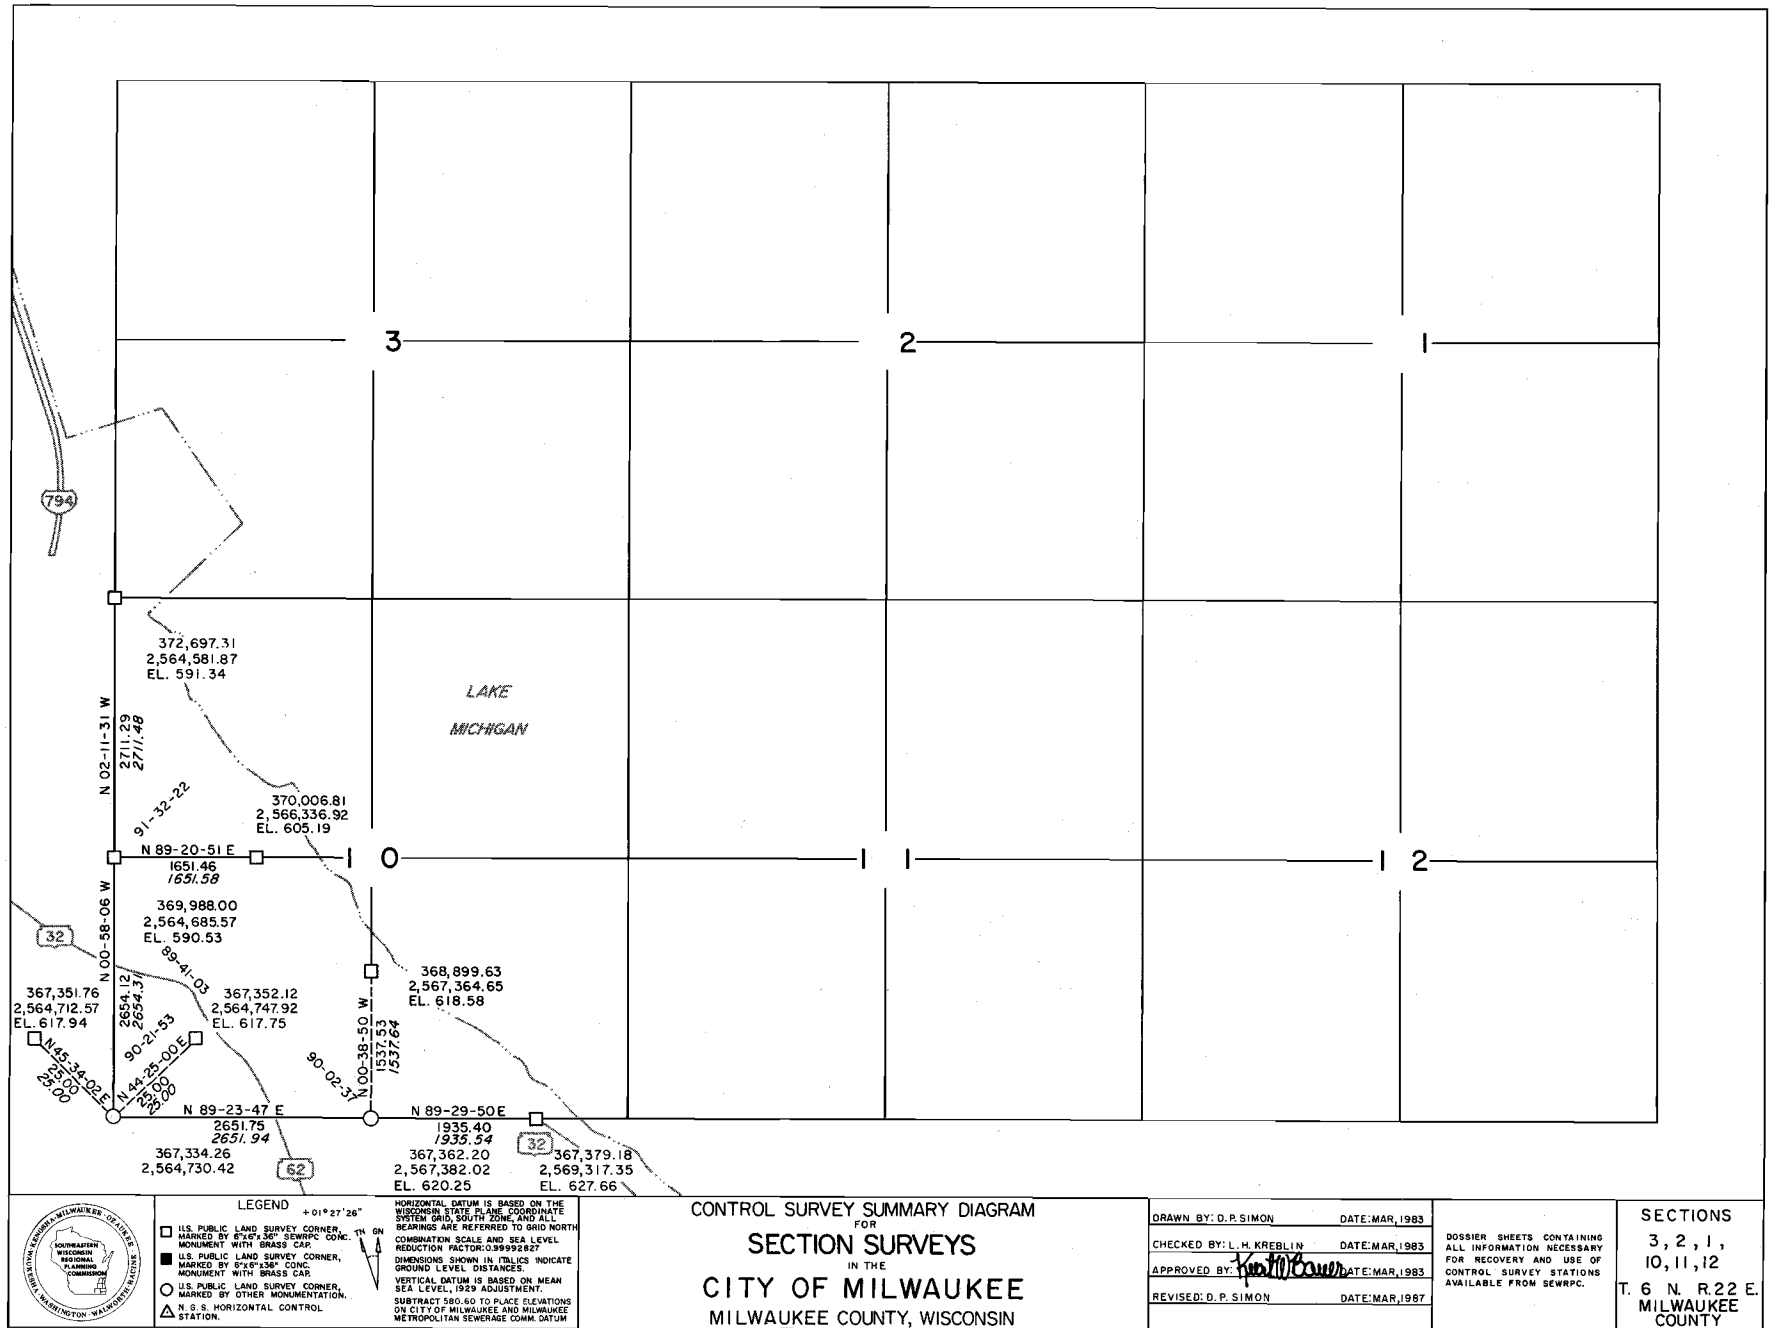 3
2
1
794
372,697.31
2,564,581.87
EL. 591.34
LAKE
MICHIGAN
N 02-11-31 W
2711.29
2711.48
91-32-22
370,006.81
2,566,336.92
EL. 605.19
N 89-20-51 E
1651.46
1651.58
1 0
1 1
1 2
369,988.00
2,564,685.57
EL. 590.53
N 00-58-06 W
2654.12
2654.31
32
89-41-03
367,351.76
2,564,712.57
EL. 617.94
367,352.12
2,564,747.92
EL. 617.75
368,899.63
2,567,364.65
EL. 618.58
N 45-34-02 E
25.00
25.00
90-21-53
N 44-25-00 E
25.00
25.00
90-02-37
N 00-38-50 W
1537.53
1537.64
N 89-23-47 E
2651.75
2651.94
367,334.26
2,564,730.42
62
N 89-29-50 E
1935.40
1935.54
367,362.20
2,567,382.02
EL. 620.25
32
367,379.18
2,569,317.35
EL. 627.66
SOUTHEASTERN
WISCONSIN
REGIONAL
PLANNING
COMMISSION
KENOSHA·MILWAUKEE·OZAUKEE·RACINE·WALWORTH·WASHINGTON·WAUKESHA
LEGEND
+01°27'26"
TN GN
U.S. PUBLIC LAND SURVEY CORNER,
MARKED BY 6"x6"x36" SEWRPC CONC.
MONUMENT WITH BRASS CAP.
U.S. PUBLIC LAND SURVEY CORNER,
MARKED BY 6"x6"x36" CONC.
MONUMENT WITH BRASS CAP.
U.S. PUBLIC LAND SURVEY CORNER,
MARKED BY OTHER MONUMENTATION.
N.G.S. HORIZONTAL CONTROL
STATION.
HORIZONTAL DATUM IS BASED ON THE
WISCONSIN STATE PLANE COORDINATE
SYSTEM GRID, SOUTH ZONE, AND ALL
BEARINGS ARE REFERRED TO GRID NORTH
COMBINATION SCALE AND SEA LEVEL
REDUCTION FACTOR:0.99992827
DIMENSIONS SHOWN IN ITALICS INDICATE
GROUND LEVEL DISTANCES.
VERTICAL DATUM IS BASED ON MEAN
SEA LEVEL, 1929 ADJUSTMENT.
SUBTRACT 580.60 TO PLACE ELEVATIONS
ON CITY OF MILWAUKEE AND MILWAUKEE
METROPOLITAN SEWERAGE COMM. DATUM
CONTROL SURVEY SUMMARY DIAGRAM
FOR
SECTION SURVEYS
IN THE
CITY OF MILWAUKEE
MILWAUKEE COUNTY, WISCONSIN
DRAWN BY: D.P. SIMON DATE:MAR,1983
CHECKED BY: L.H. KREBLIN DATE:MAR,1983
APPROVED BY: Kurt W Bauer DATE:MAR,1983
REVISED: D.P. SIMON DATE:MAR,1987
DOSSIER SHEETS CONTAINING
ALL INFORMATION NECESSARY
FOR RECOVERY AND USE OF
CONTROL SURVEY STATIONS
AVAILABLE FROM SEWRPC.
SECTIONS
3, 2, 1,
10, 11, 12
T. 6 N. R.22 E.
MILWAUKEE
COUNTY